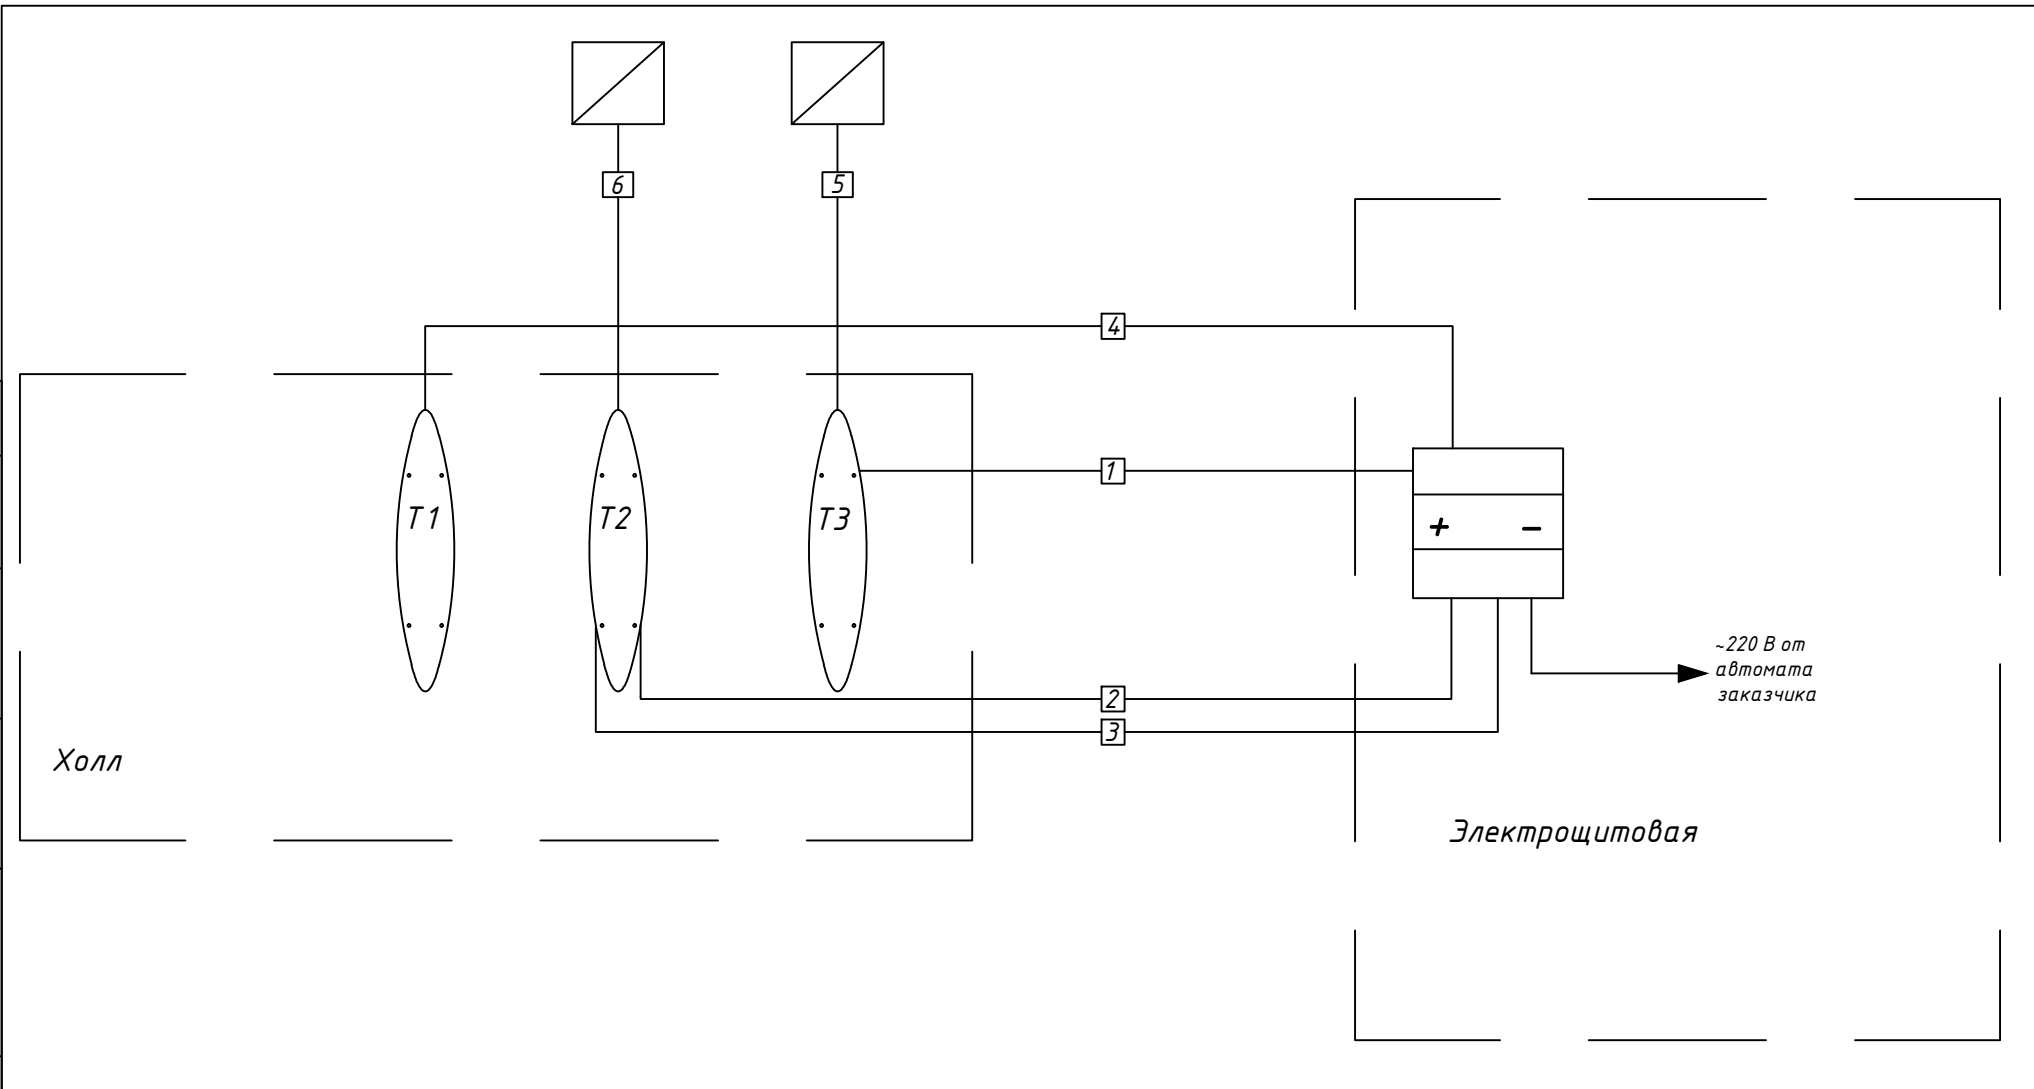 6
5
4
1
T1
T2
T3
+ -
~220 В от
автомата
заказчика
2
3
Холл
Электрощитовая